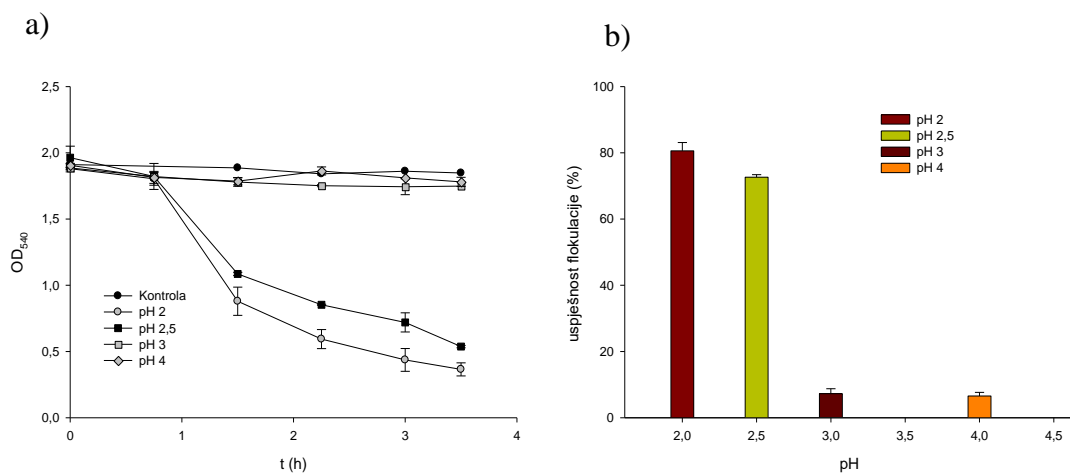 a)
2,5
2,0
1,5
1,0
0,5
0,0
OD540
Kontrola
pH 2
pH 2,5
pH 3
pH 4
0
1
2
3
4
t (h)
b)
100
80
60
40
20
0
uspješnost flokulacije (%)
pH 2
pH 2,5
pH 3
pH 4
2,0
2,5
3,0
3,5
4,0
4,5
pH